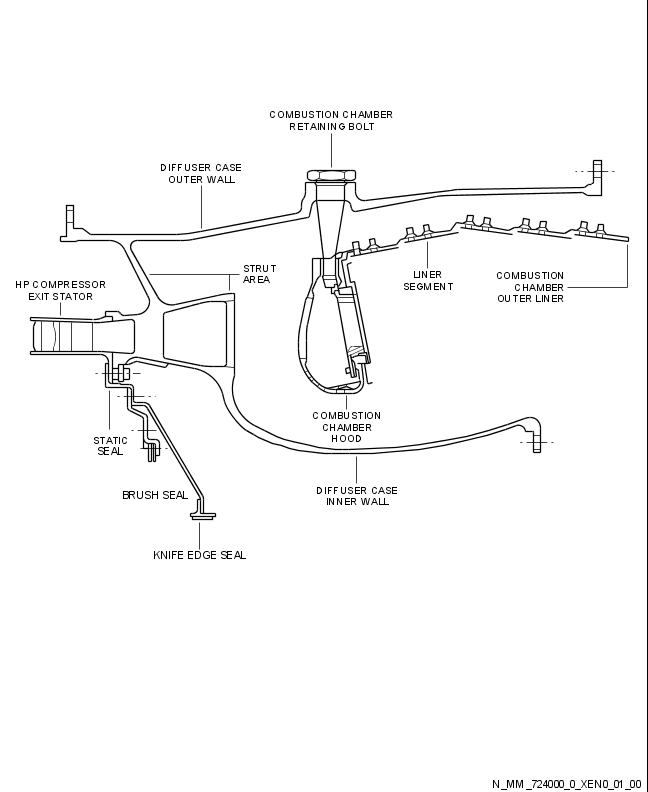 COMBUSTION CHAMBER
RETAINING BOLT
DIFFUSER CASE
OUTER WALL
STRUT
AREA
HP COMPRESSOR
EXIT STATOR
LINER
SEGMENT
COMBUSTION
CHAMBER
OUTER LINER
COMBUSTION
CHAMBER
HOOD
STATIC
SEAL
BRUSH SEAL
DIFFUSER CASE
INNER WALL
KNIFE EDGE SEAL
N_MM_724000_0_XEN0_01_00